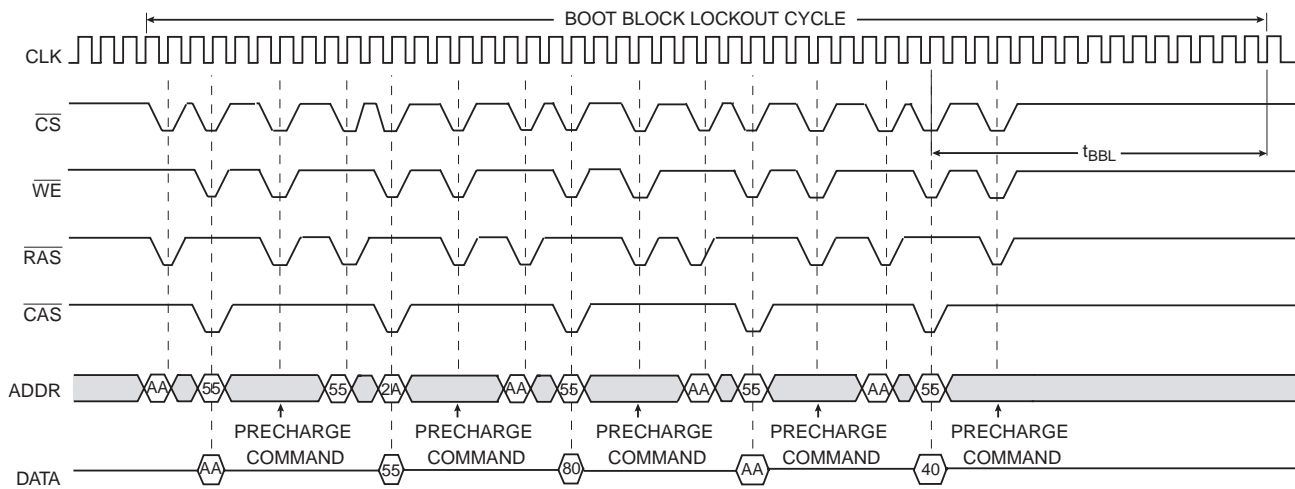 BOOT BLOCK LOCKOUT CYCLE
CLK
CS
tBBL
WE
RAS
CAS
ADDR AA 55 55 2A AA 55 AA 55 AA 55
PRECHARGE COMMAND
PRECHARGE COMMAND
PRECHARGE COMMAND
PRECHARGE COMMAND
PRECHARGE COMMAND
DATA AA 55 80 AA 40